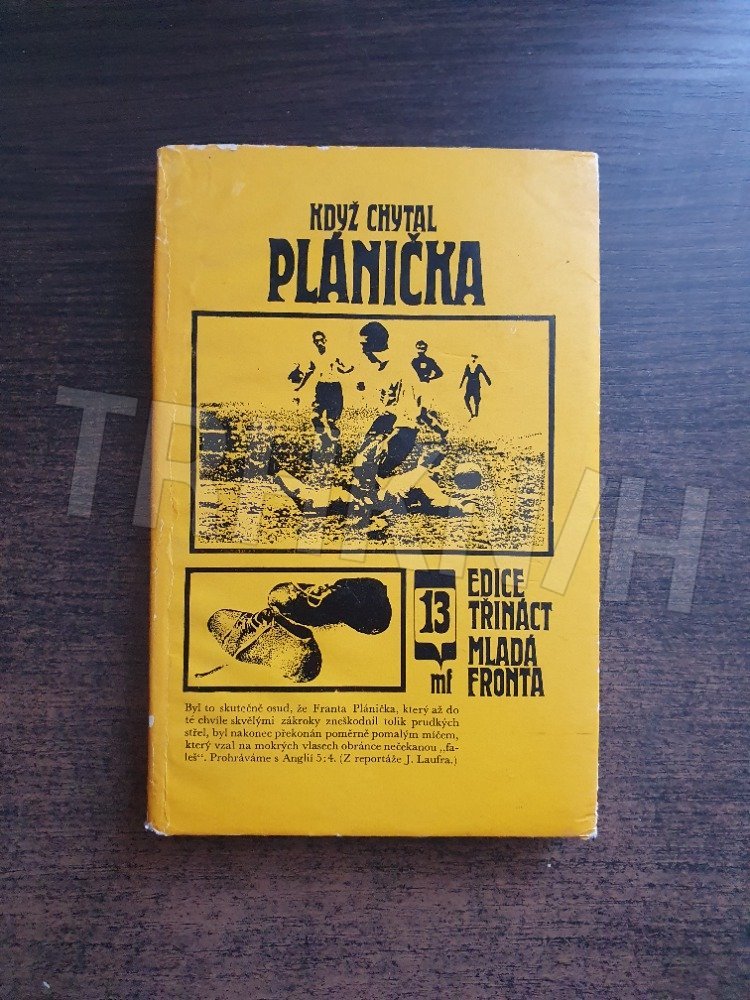 KDYŽ CHYTAL
PLÁNIČKA
13
mf
EDICE
TŘINÁCT
MLADÁ
FRONTA
Byl to skutečně osud, že Franta Plánička, který až do
té chvíle skvělými zákroky zneškodnil tolik prudkých
střel, byl nakonec překonán poměrně pomalým míčem,
který vzal na mokrých vlasech obránce nečekanou „fa-
leš“. Prohráváme s Anglií 5:4. (Z reportáže J. Laufra.)
TRHKNIH